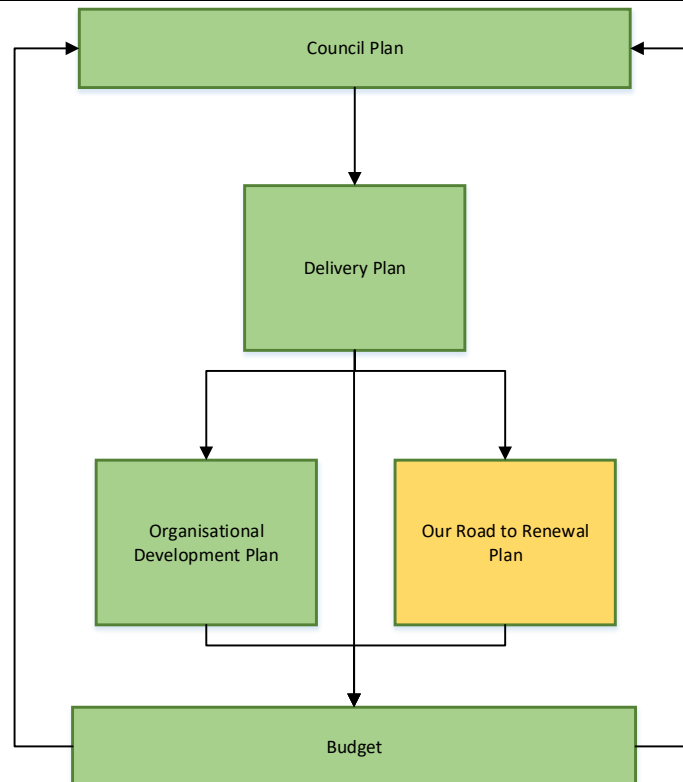 Council Plan
Delivery Plan
Organisational
Development Plan
Our Road to Renewal
Plan
Budget